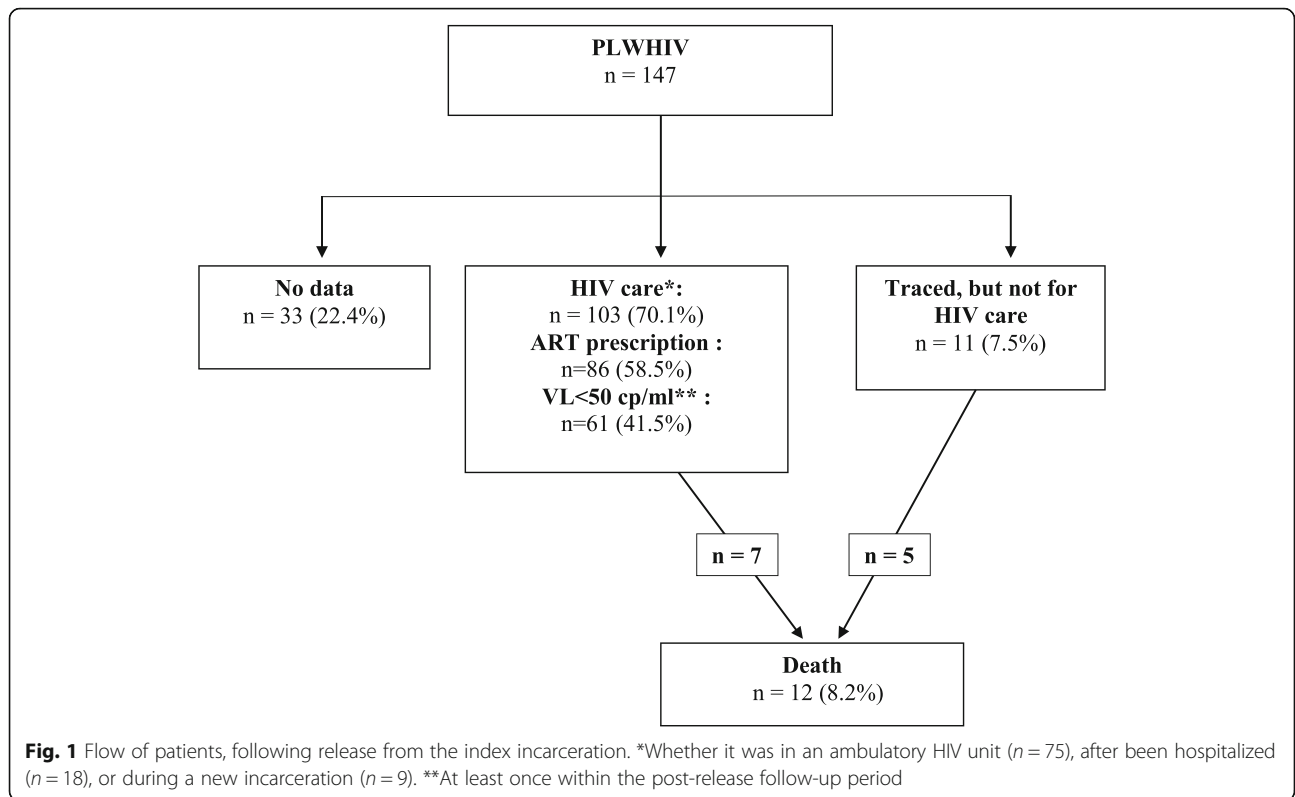 PLWHIV
n = 147
No data
n = 33 (22.4%)
HIV care*:
n = 103 (70.1%)
ART prescription :
n=86 (58.5%)
VL<50 cp/ml** :
n=61 (41.5%)
Traced, but not for
HIV care
n = 11 (7.5%)
n = 7
n = 5
Death
n = 12 (8.2%)
Fig. 1 Flow of patients, following release from the index incarceration. *Whether it was in an ambulatory HIV unit (n = 75), after been hospitalized
(n = 18), or during a new incarceration (n = 9). **At least once within the post-release follow-up period